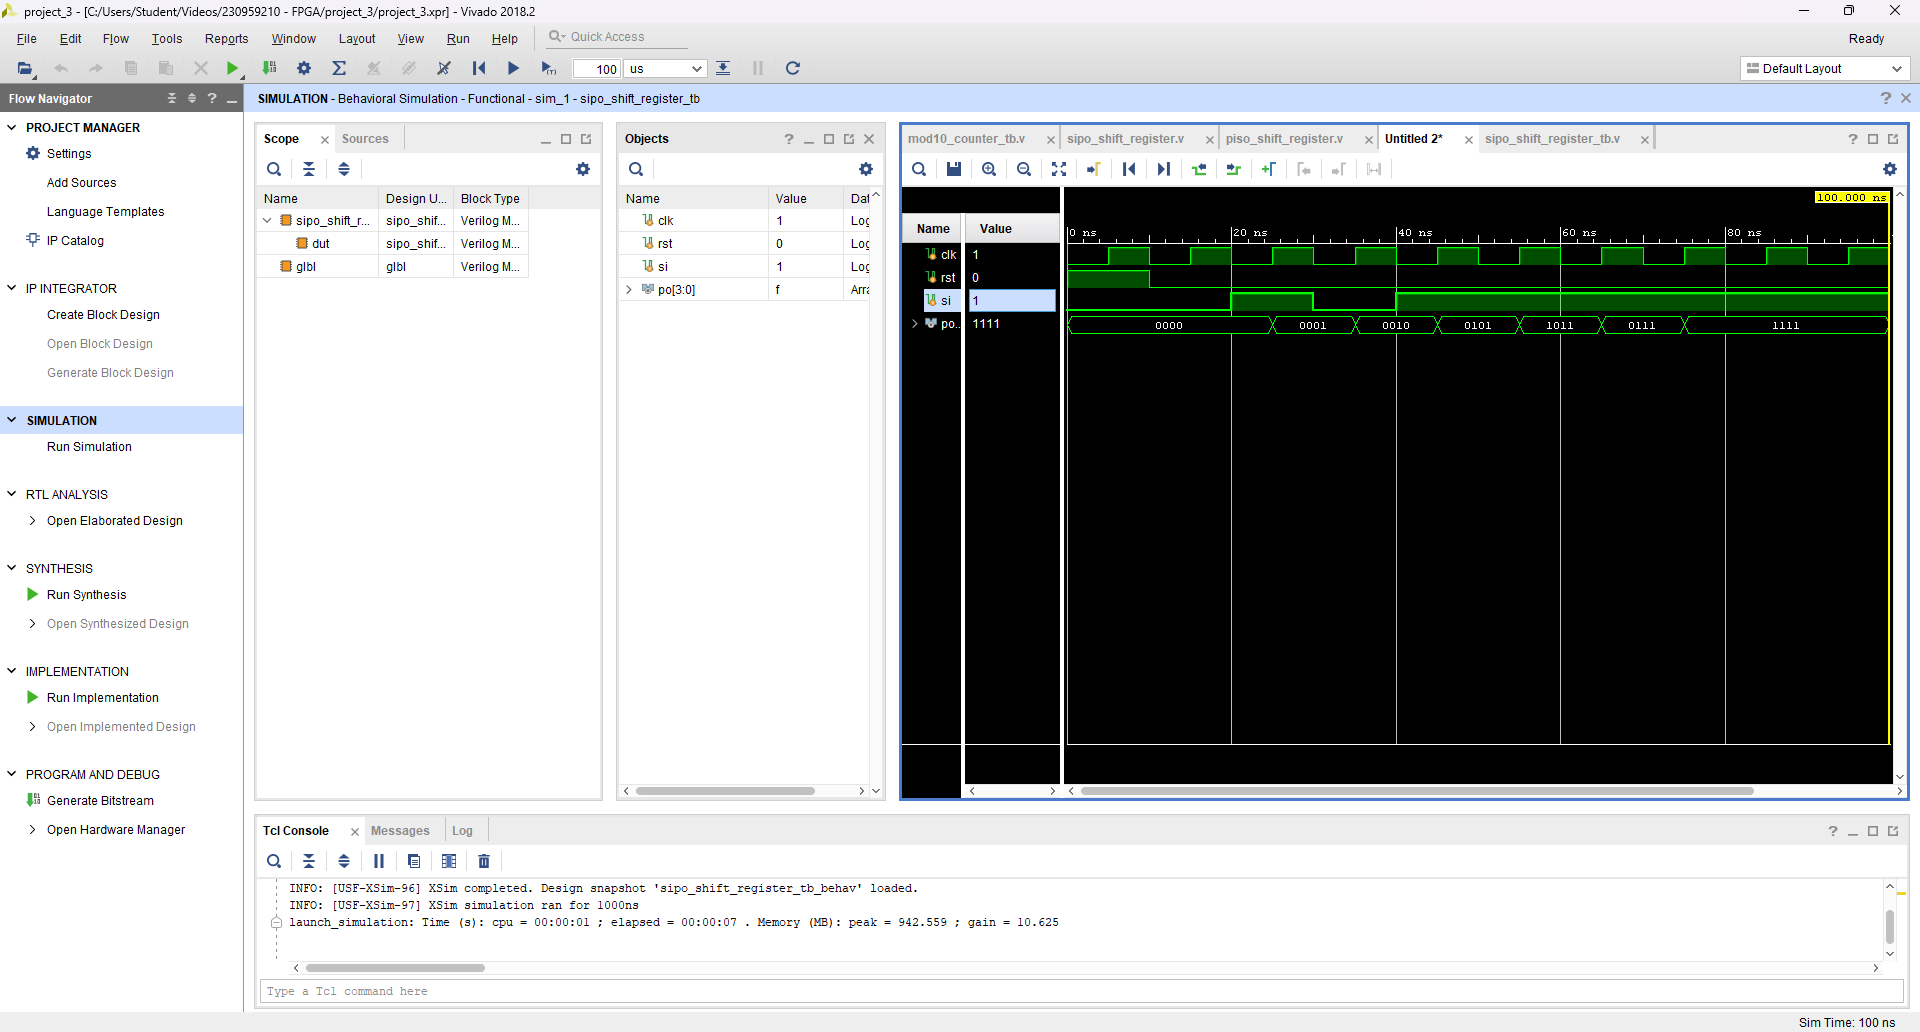 project_3 - [C:/Users/Student/Videos/230959210 - FPGA/project_3/project_3.xpr] - Vivado 2018.2
File Edit Flow Tools Reports Window Layout View Run Help Quick Access
Ready
100 us
Default Layout
Flow Navigator
SIMULATION - Behavioral Simulation - Functional - sim_1 - sipo_shift_register_tb
PROJECT MANAGER
Settings
Add Sources
Language Templates
IP Catalog
IP INTEGRATOR
Create Block Design
Open Block Design
Generate Block Design
SIMULATION
Run Simulation
RTL ANALYSIS
Open Elaborated Design
SYNTHESIS
Run Synthesis
Open Synthesized Design
IMPLEMENTATION
Run Implementation
Open Implemented Design
PROGRAM AND DEBUG
Generate Bitstream
Open Hardware Manager
Scope Sources
Name Design U... Block Type
sipo_shift_r... sipo_shif... Verilog M...
dut sipo_shif... Verilog M...
glbl glbl Verilog M...
Objects
Name Value Dat
clk 1 Log
rst 0 Log
si 1 Log
po[3:0] f Arra
mod10_counter_tb.v sipo_shift_register.v piso_shift_register.v Untitled 2* sipo_shift_register_tb.v
100.000 ns
Name Value
0 ns 20 ns 40 ns 60 ns 80 ns
clk 1
rst 0
si 1
po.. 1111 0000 0001 0010 0101 1011 0111 1111
Tcl Console Messages Log
INFO: [USF-XSim-96] XSim completed. Design snapshot 'sipo_shift_register_tb_behav' loaded.
INFO: [USF-XSim-97] XSim simulation ran for 1000ns
launch_simulation: Time (s): cpu = 00:00:01 ; elapsed = 00:00:07 . Memory (MB): peak = 942.559 ; gain = 10.625
Type a Tcl command here
Sim Time: 100 ns